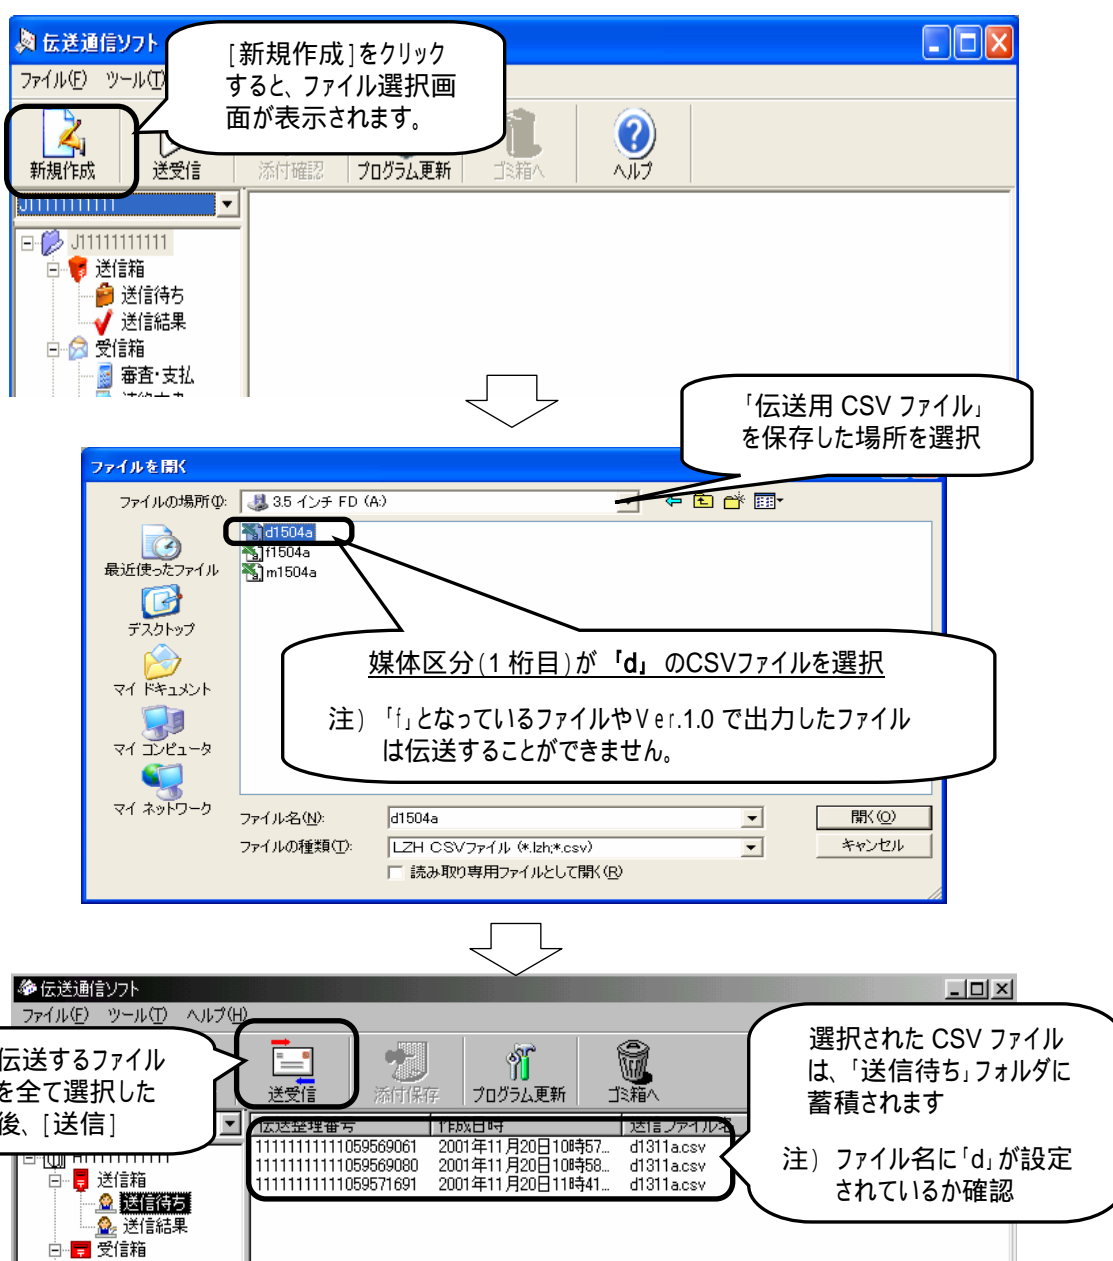 伝送通信ソフト
[新規作成]をクリック
すると、ファイル選択画
面が表示されます。
ファイル(F) ツール(T)
新規作成 送受信 添付確認 プログラム更新 ゴミ箱へ ヘルプ
J11111111111
J11111111111
送信箱
送信待ち
送信結果
受信箱
審査・支払
「伝送用 CSV ファイル」
を保存した場所を選択
ファイルを開く
ファイルの場所(I): 3.5 インチ FD (A:)
d1504a
f1504a
m1504a
最近使ったファイル
デスクトップ
マイ ドキュメント
マイ コンピュータ
マイ ネットワーク
媒体区分(1 桁目)が 「d」 のCSVファイルを選択
注) 「f」となっているファイルやVer.1.0 で出力したファイル
は伝送することができません。
ファイル名(N): d1504a 開く(O)
ファイルの種類(T): LZH CSVファイル (*.lzh;*.csv) キャンセル
読み取り専用ファイルとして開く(R)
伝送通信ソフト
ファイル(F) ツール(T) ヘルプ(H)
伝送するファイル
を全て選択した
後、[送信]
送受信 添付保存 プログラム更新 ゴミ箱へ
選択された CSV ファイル
は、「送信待ち」フォルダに
蓄積されます
注) ファイル名に「d」が設定
されているか確認
伝送整理番号 作成日時 送信ファイル名
11111111111059569061 2001年11月20日10時57... d1311a.csv
11111111111059569080 2001年11月20日10時58... d1311a.csv
11111111111059571691 2001年11月20日11時41... d1311a.csv
送信箱
送信待ち
送信結果
受信箱